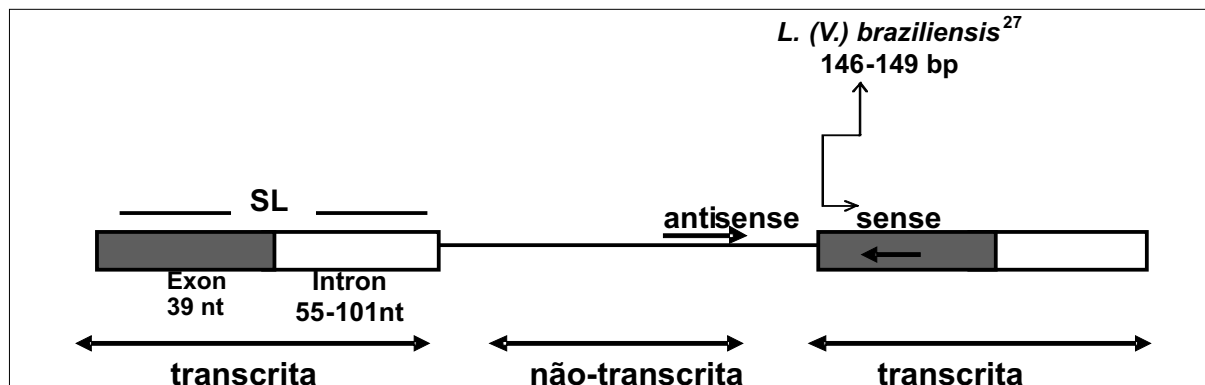 L. (V.) braziliensis27
146-149 bp
SL
antisense
sense
Exon
39 nt
Intron
55-101nt
transcrita
não-transcrita
transcrita